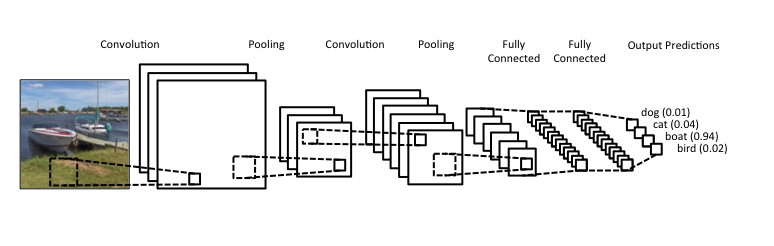 Convolution
Pooling
Convolution
Pooling
Fully
Connected
Fully
Connected
Output Predictions
dog (0.01)
cat (0.04)
boat (0.94)
bird (0.02)